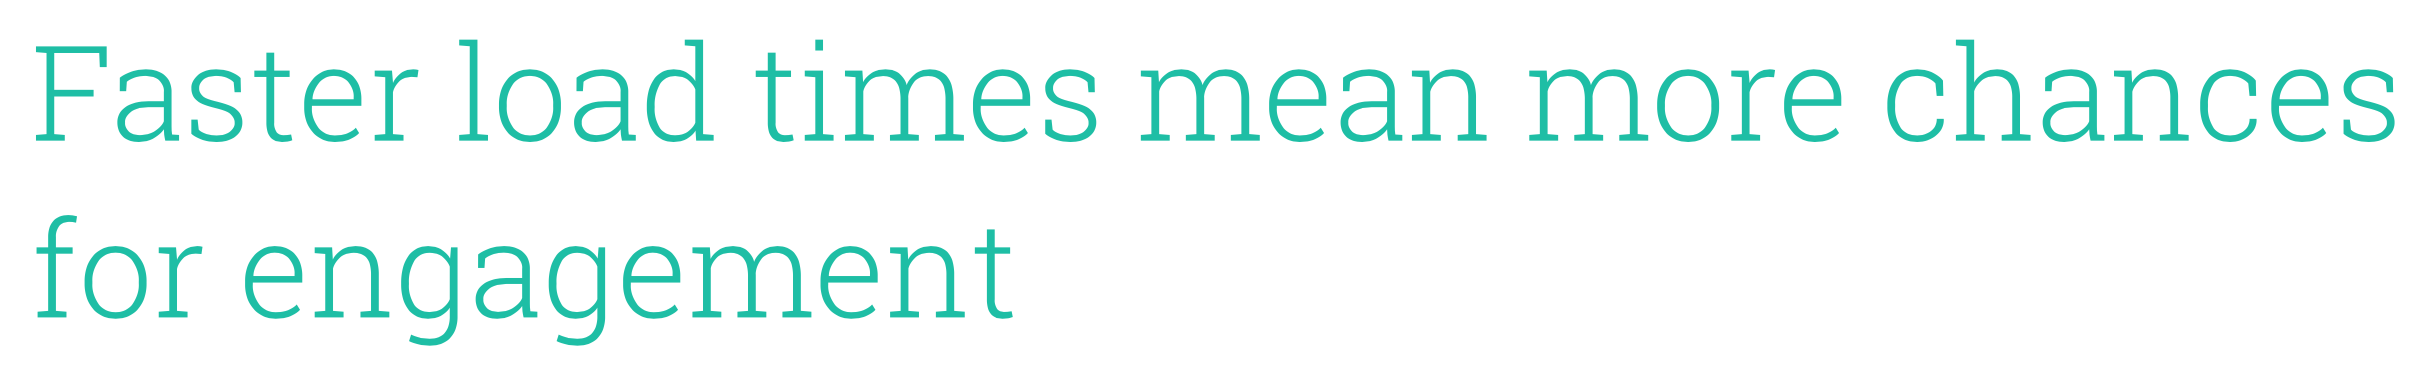 Faster load times mean more chances
for engagement